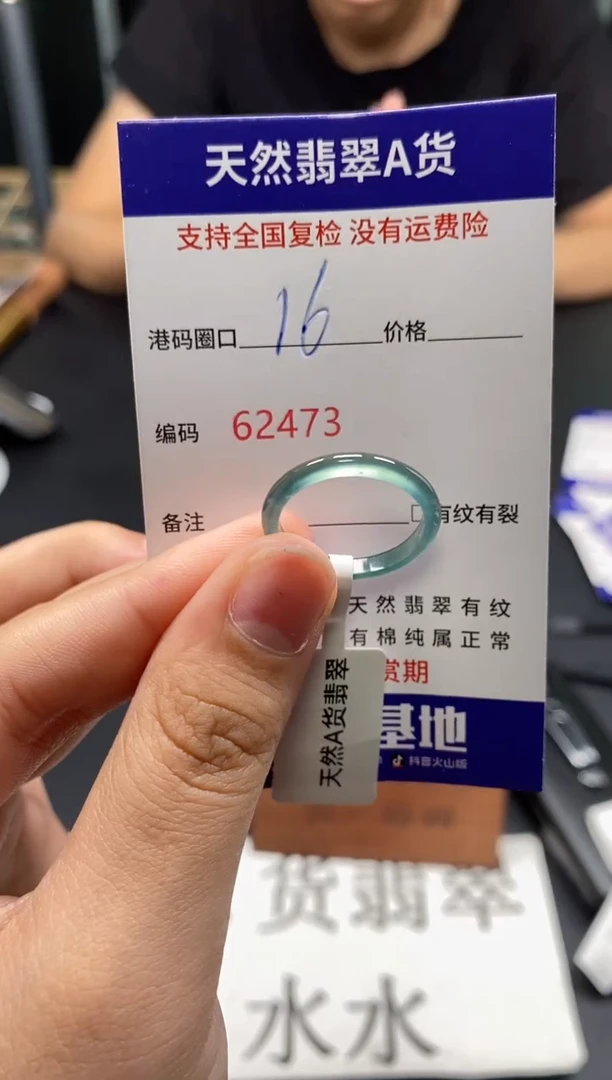 天然翡翠A货
支持全国复检 没有运费险
港码圈口 16 价格
编码 62473
备注 有纹有裂
天然翡翠有纹
有棉纯属正常
赏期
基地
抖音火山版
天然A货翡翠
货翡翠
水水